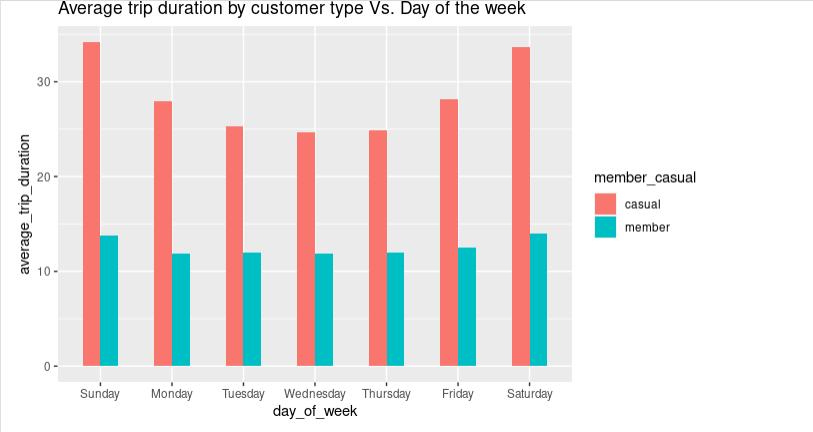 Average trip duration by customer type Vs. Day of the week
average_trip_duration
30
20
10
0
Sunday Monday Tuesday Wednesday Thursday Friday Saturday
day_of_week
member_casual
casual
member